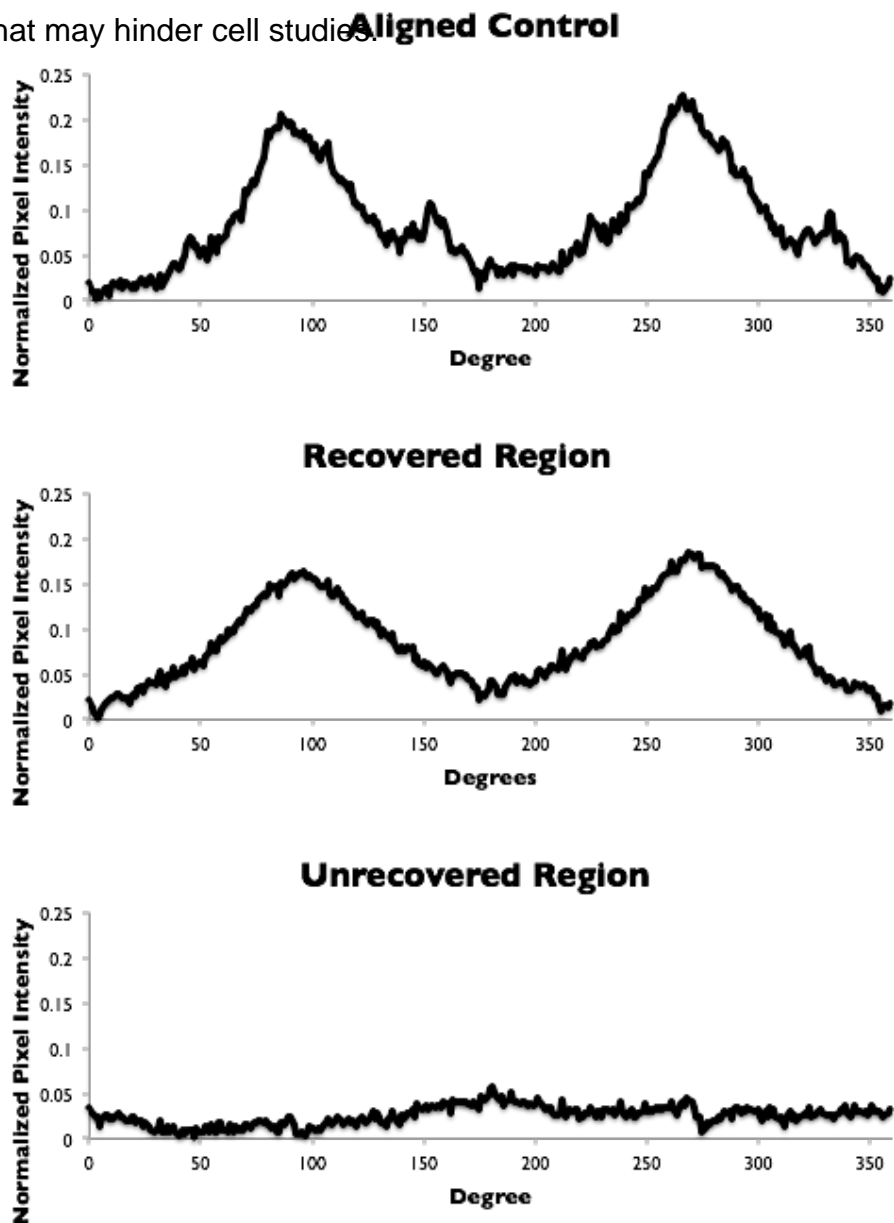 hat may hinder cell studies.
Aligned Control
Normalized Pixel Intensity
0.25
0.2
0.15
0.1
0.05
0
0 50 100 150 200 250 300 350
Degree
Recovered Region
Normalized Pixel Intensity
0.25
0.2
0.15
0.1
0.05
0
0 50 100 150 200 250 300 350
Degrees
Unrecovered Region
Normalized Pixel Intensity
0.25
0.2
0.15
0.1
0.05
0
0 50 100 150 200 250 300 350
Degree